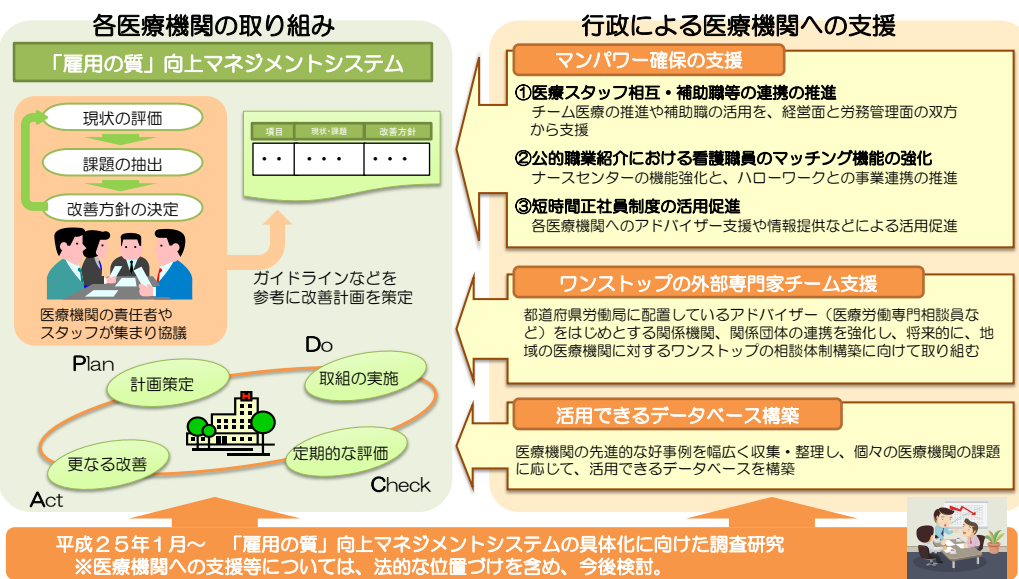 各医療機関の取り組み
「雇用の質」向上マネジメントシステム
現状の評価
課題の抽出
改善方針の決定
医療機関の責任者や
スタッフが集まり協議
項目 現状・課題 改善方針
・・ ・・・ ・・・
ガイドラインなどを
参考に改善計画を策定
Plan
計画策定
Do
取組の実施
定期的な評価
Check
更なる改善
Act
H
行政による医療機関への支援
マンパワー確保の支援
①医療スタッフ相互・補助職等の連携の推進
チーム医療の推進や補助職の活用を、経営面と労務管理面の双方
から支援
②公的職業紹介における看護職員のマッチング機能の強化
ナースセンターの機能強化と、ハローワークとの事業連携の推進
③短時間正社員制度の活用促進
各医療機関へのアドバイザー支援や情報提供などによる活用促進
ワンストップの外部専門家チーム支援
都道府県労働局に配置しているアドバイザー（医療労働専門相談員な
ど）をはじめとする関係機関、関係団体の連携を強化し、将来的に、地
域の医療機関に対するワンストップの相談体制構築に向けて取り組む
活用できるデータベース構築
医療機関の先進的な好事例を幅広く収集・整理し、個々の医療機関の課題
に応じて、活用できるデータベースを構築
平成２５年１月～　「雇用の質」向上マネジメントシステムの具体化に向けた調査研究
※医療機関への支援等については、法的な位置づけを含め、今後検討。